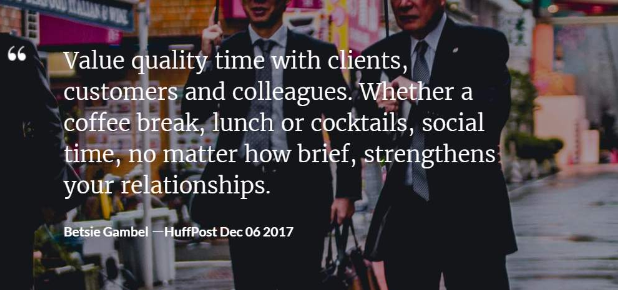 “
Value quality time with clients,
customers and colleagues. Whether a
coffee break, lunch or cocktails, social
time, no matter how brief, strengthens
your relationships.
Betsie Gambel —HuffPost Dec 06 2017